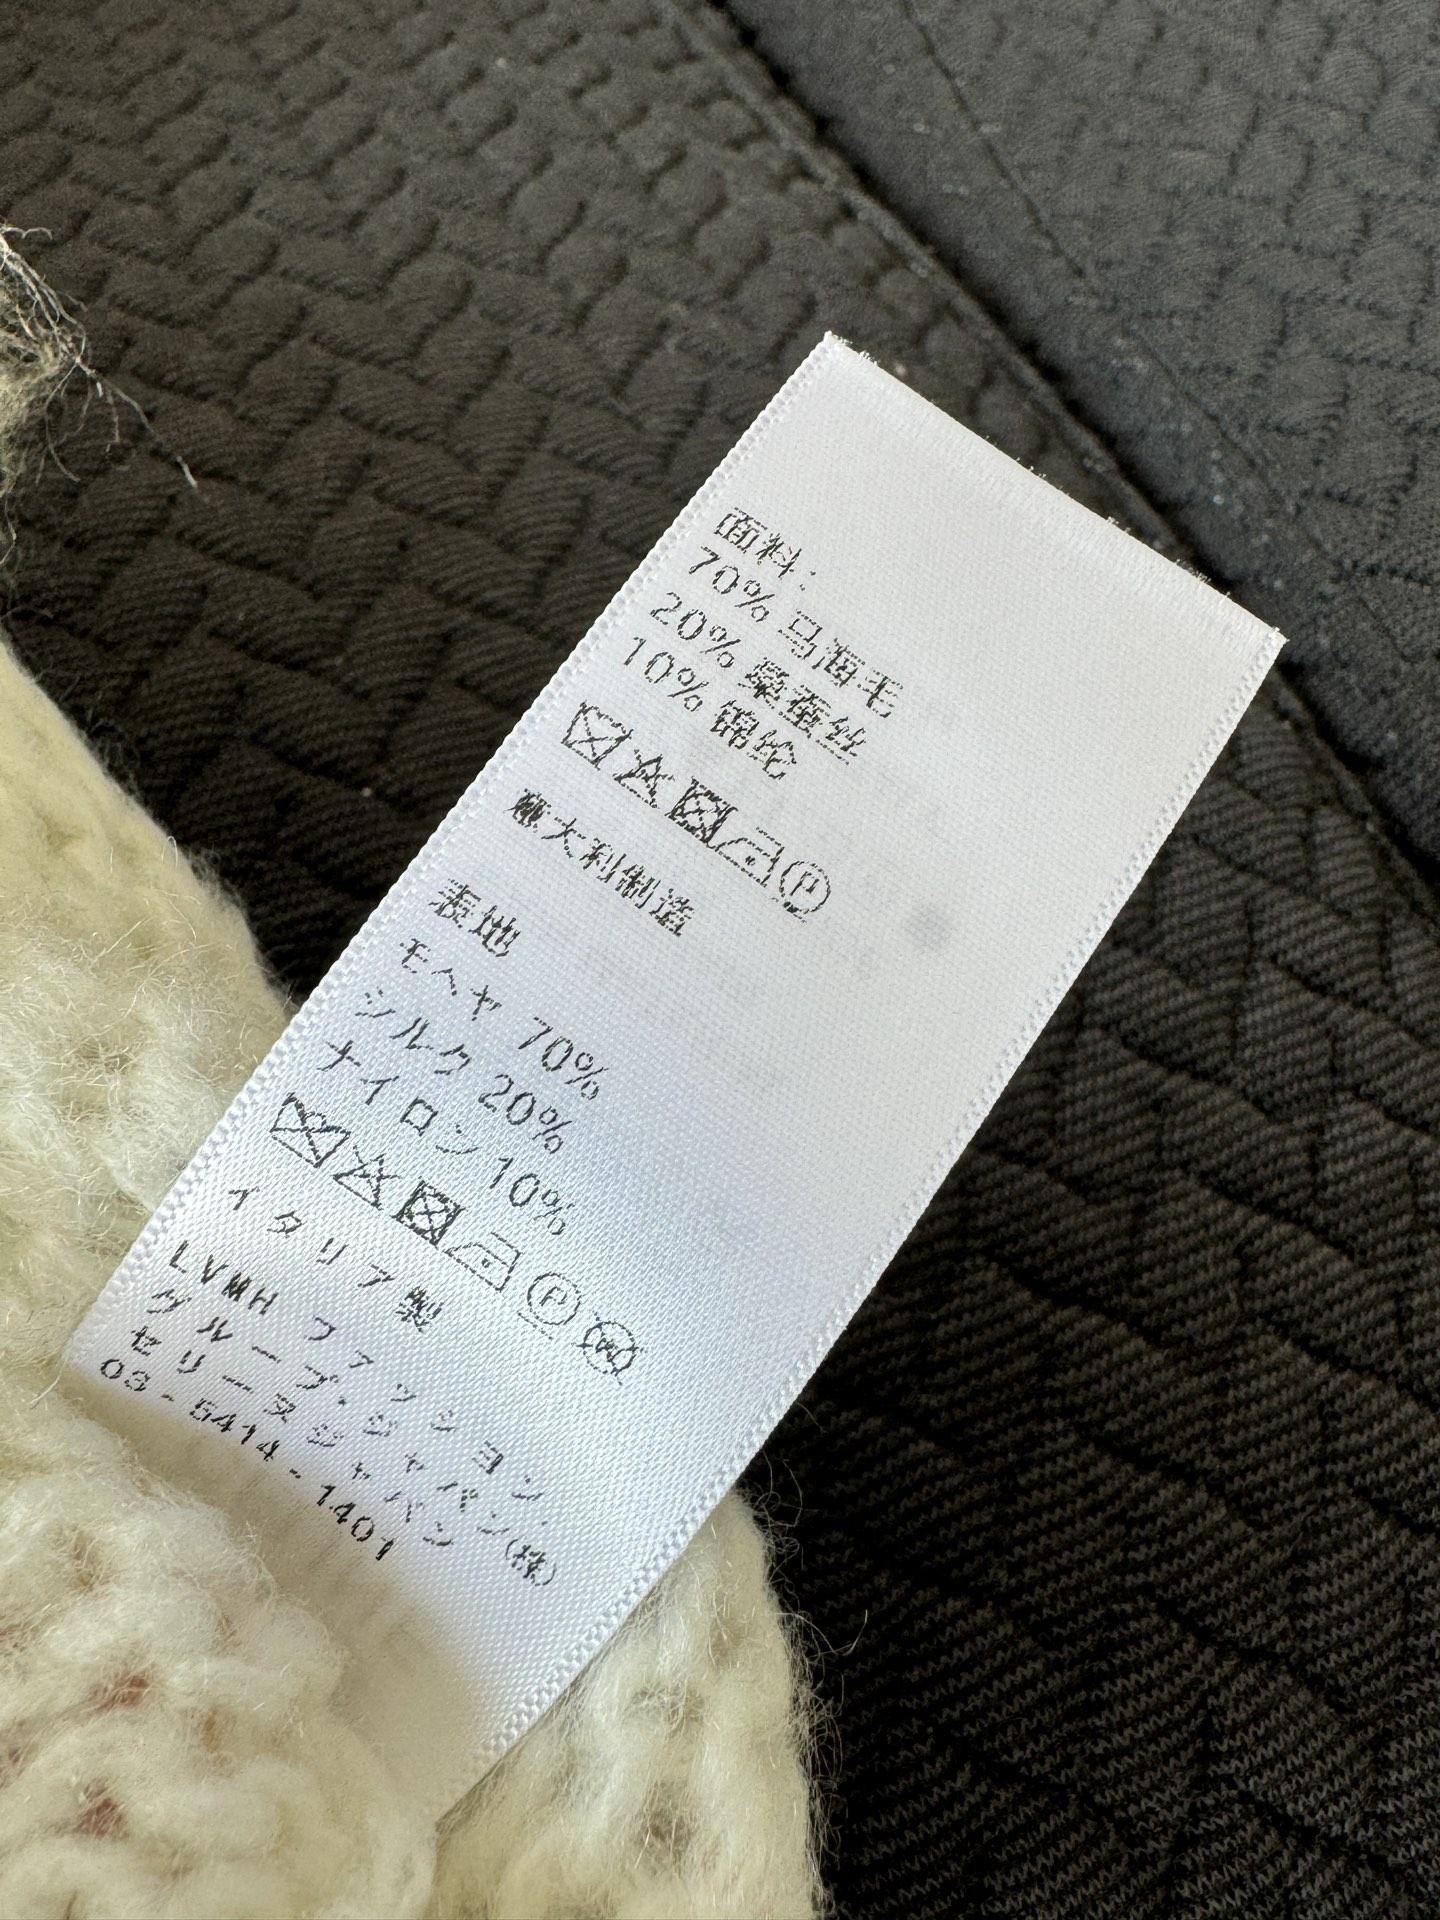 面料:
70% 马海毛
20% 桑蚕丝
10% 锦纶
P
意大利制造
表地
モヘヤ 70%
シルク 20%
ナイロン 10%
P W
イタリア製
LVMH ファッション
グループ・ジャパン(株)
セリーヌジャパン
03-5414-1401